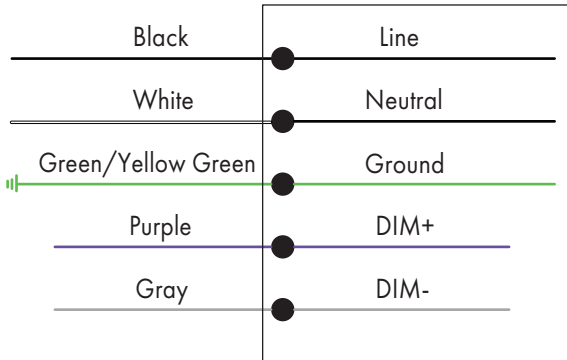 Black Line
White Neutral
Green/Yellow Green Ground
Purple DIM+
Gray DIM-